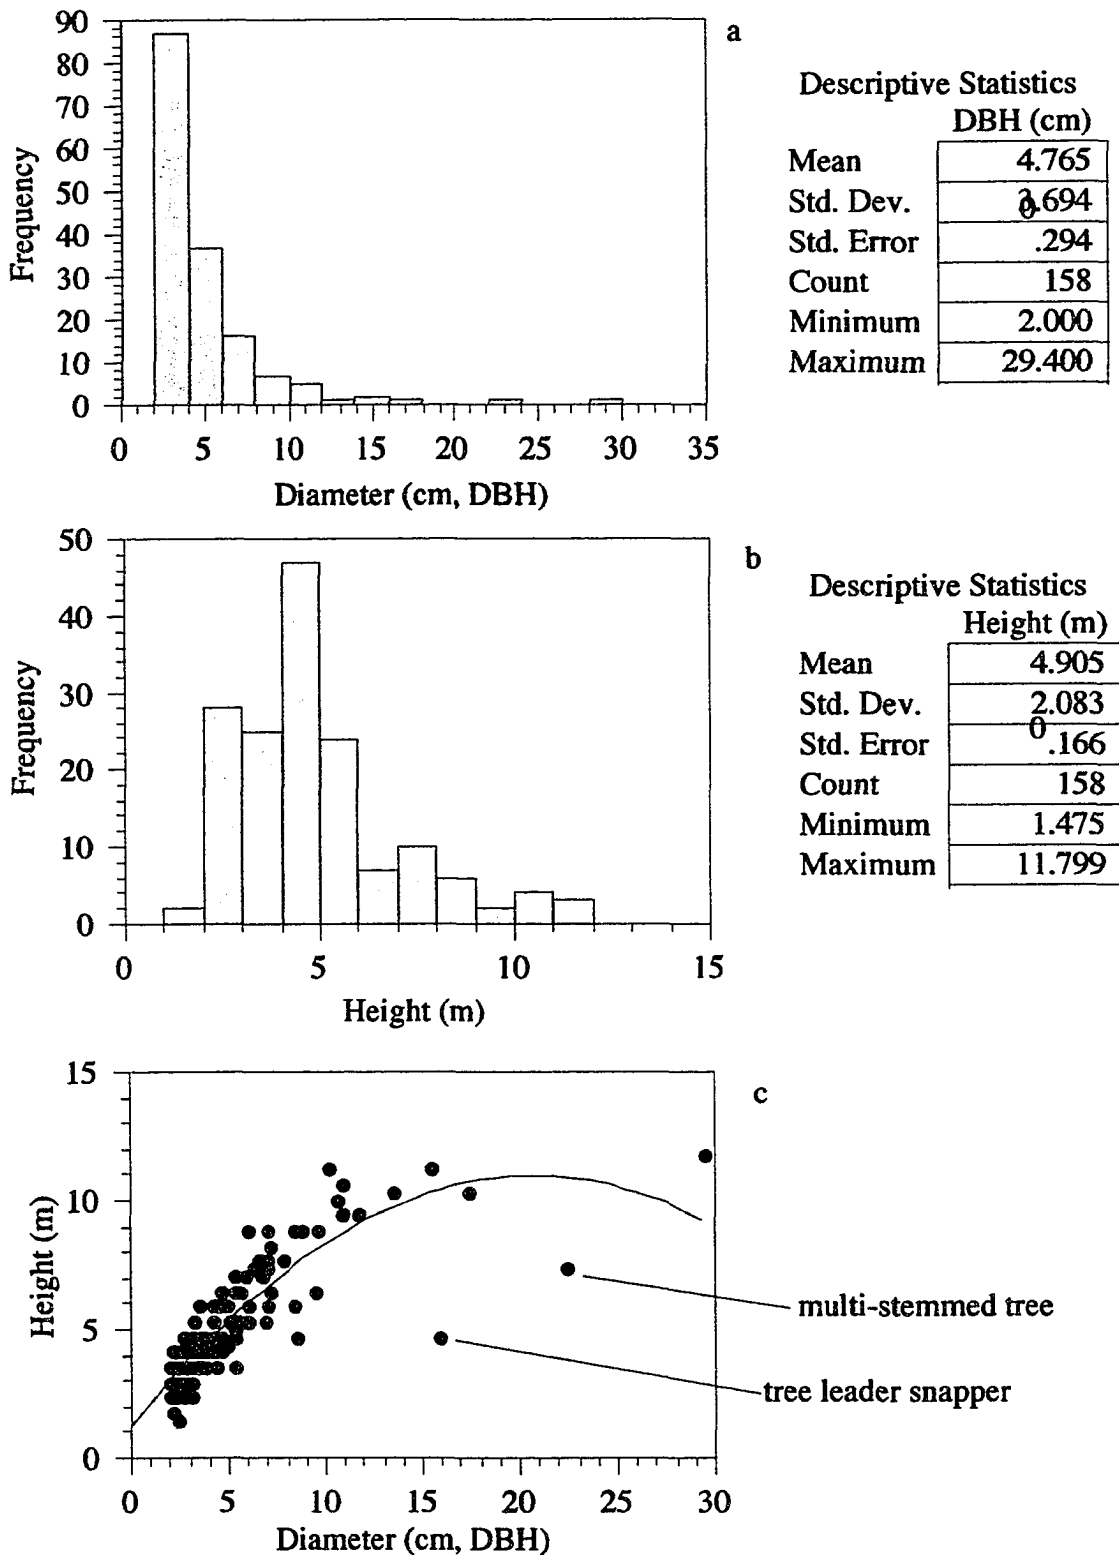 a
90
80
70
60
50
40
30
20
10
0
Frequency
0 5 10 15 20 25 30 35
Diameter (cm, DBH)
Descriptive Statistics
DBH (cm)
Mean 4.765
Std. Dev. .694
Std. Error .294
Count 158
Minimum 2.000
Maximum 29.400
b
50
40
30
20
10
0
Frequency
0 5 10 15
Height (m)
Descriptive Statistics
Height (m)
Mean 4.905
Std. Dev. 2.083
0
Std. Error .166
Count 158
Minimum 1.475
Maximum 11.799
c
15
10
5
0
Height (m)
multi-stemmed tree
tree leader snapper
0 5 10 15 20 25 30
Diameter (cm, DBH)